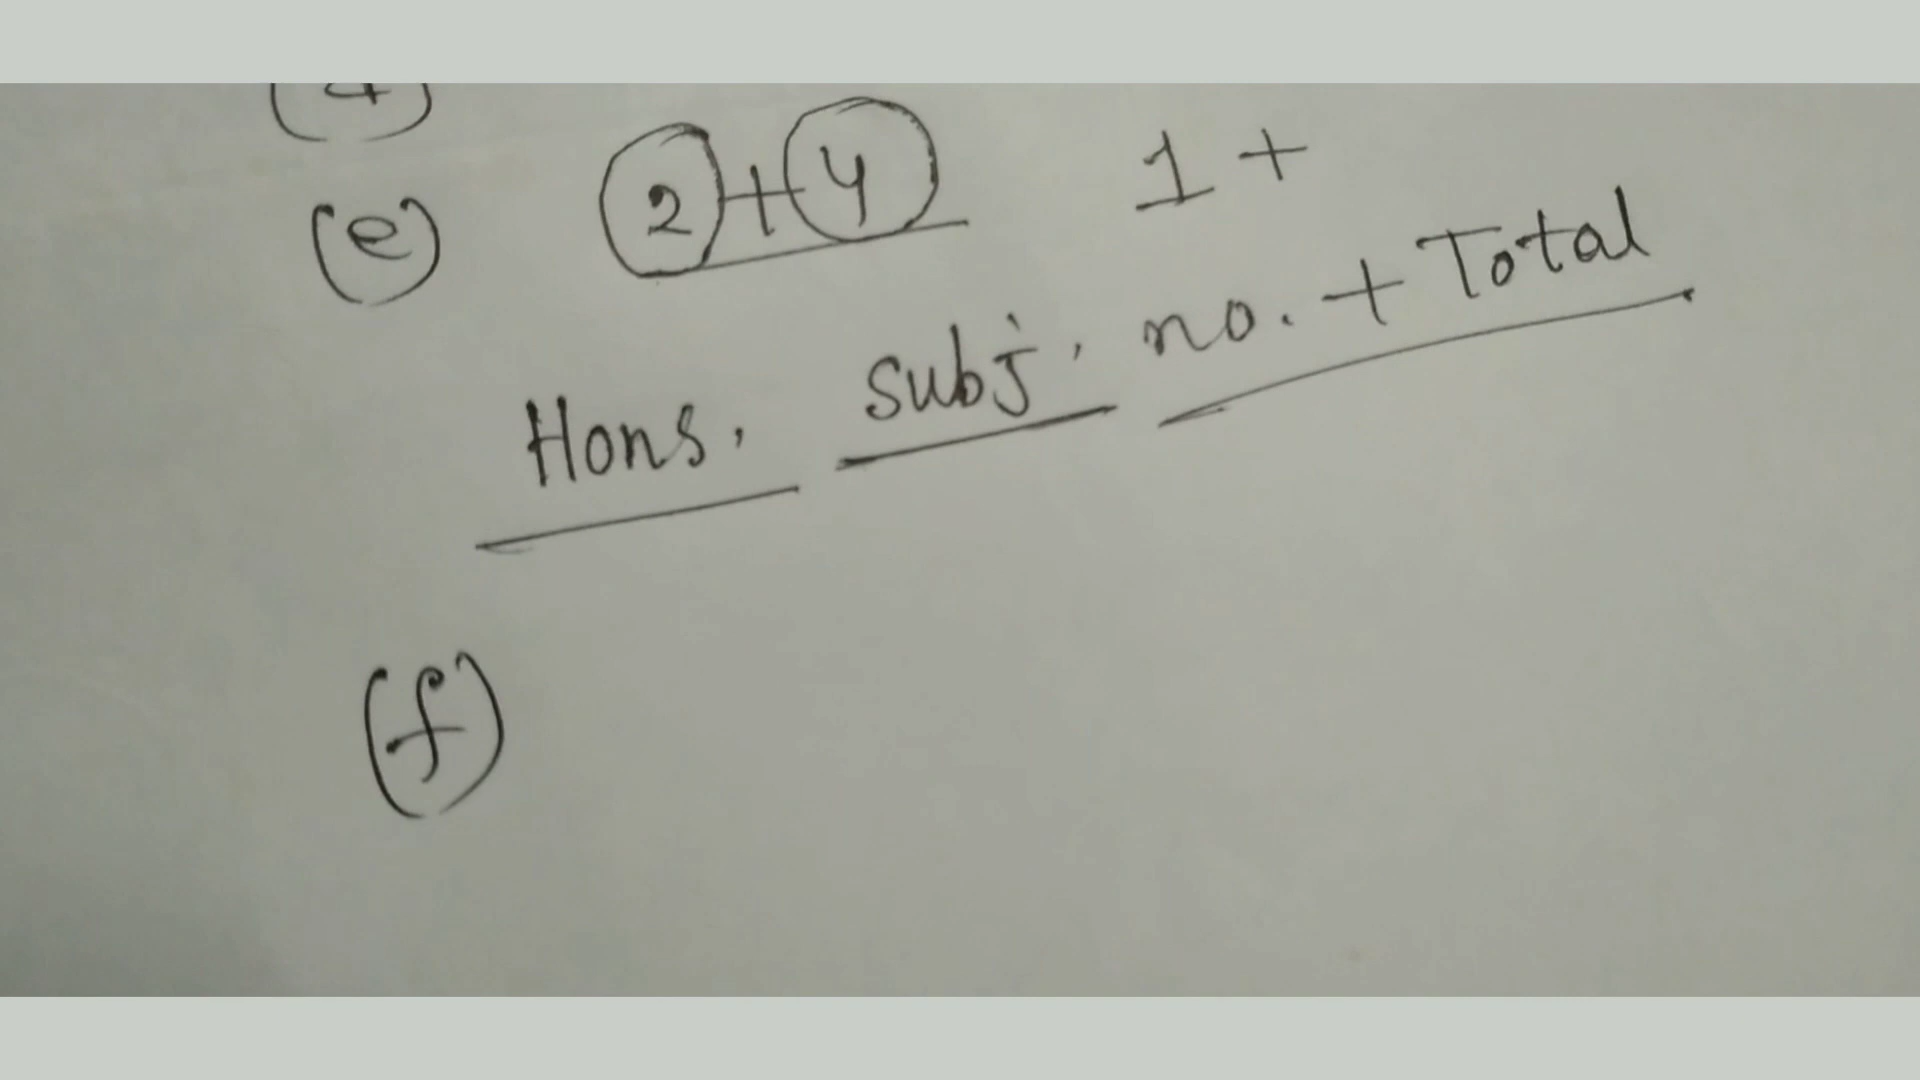 (e) 2+4 1+
Hons. subj. no. + Total
(f)